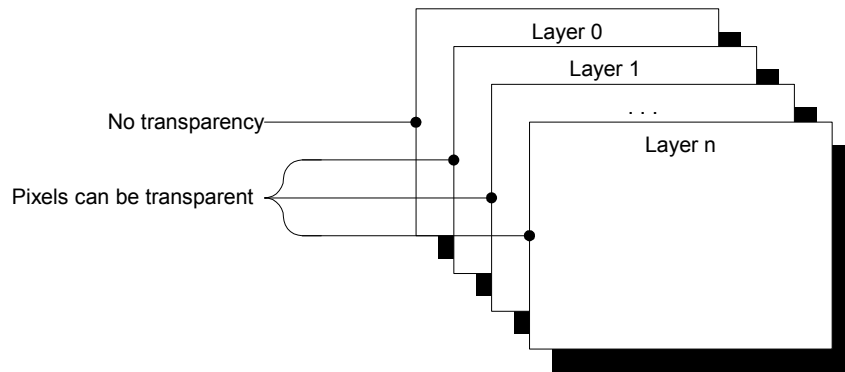 Layer 0
Layer 1
. . .
No transparency
Layer n
Pixels can be transparent